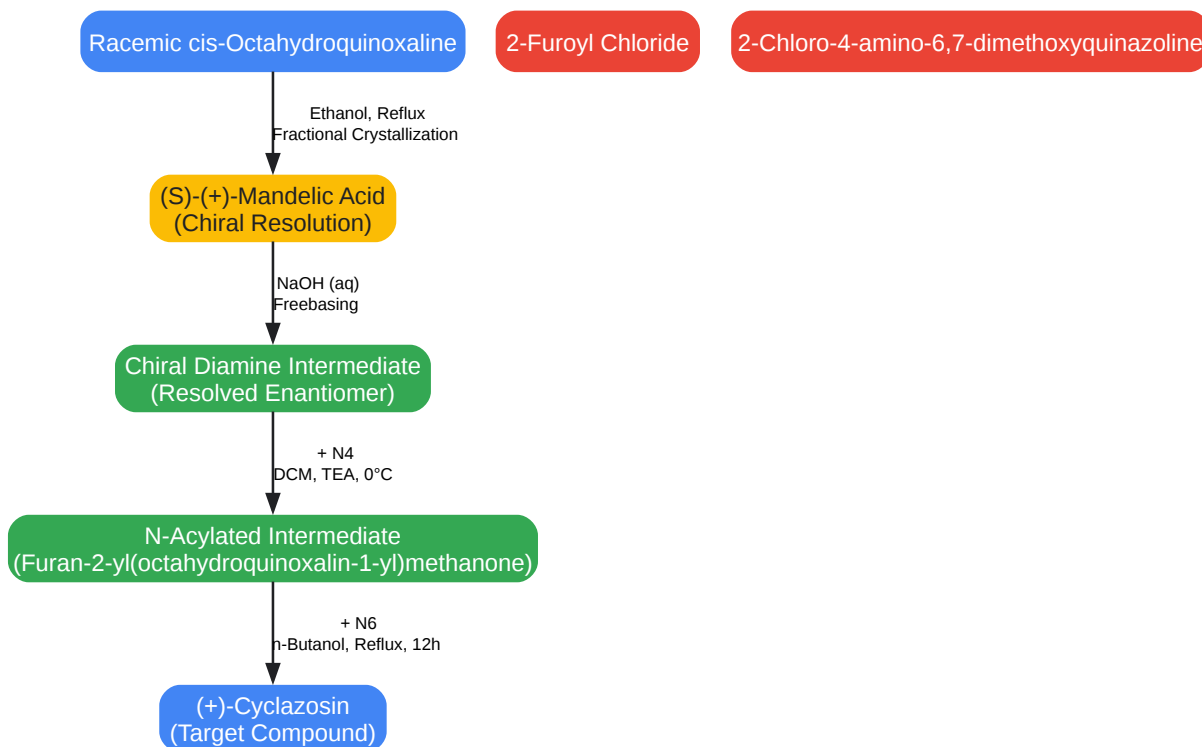 Racemic cis-Octahydroquinoxaline
2-Furoyl Chloride
2-Chloro-4-amino-6,7-dimethoxyquinazoline
Ethanol, Reflux
Fractional Crystallization
(S)-(+)-Mandelic Acid
(Chiral Resolution)
NaOH (aq)
Freebasing
Chiral Diamine Intermediate
(Resolved Enantiomer)
+ N4
DCM, TEA, 0°C
N-Acylated Intermediate
(Furan-2-yl(octahydroquinoxalin-1-yl)methanone)
+ N6
n-Butanol, Reflux, 12h
(+)-Cyclazosin
(Target Compound)